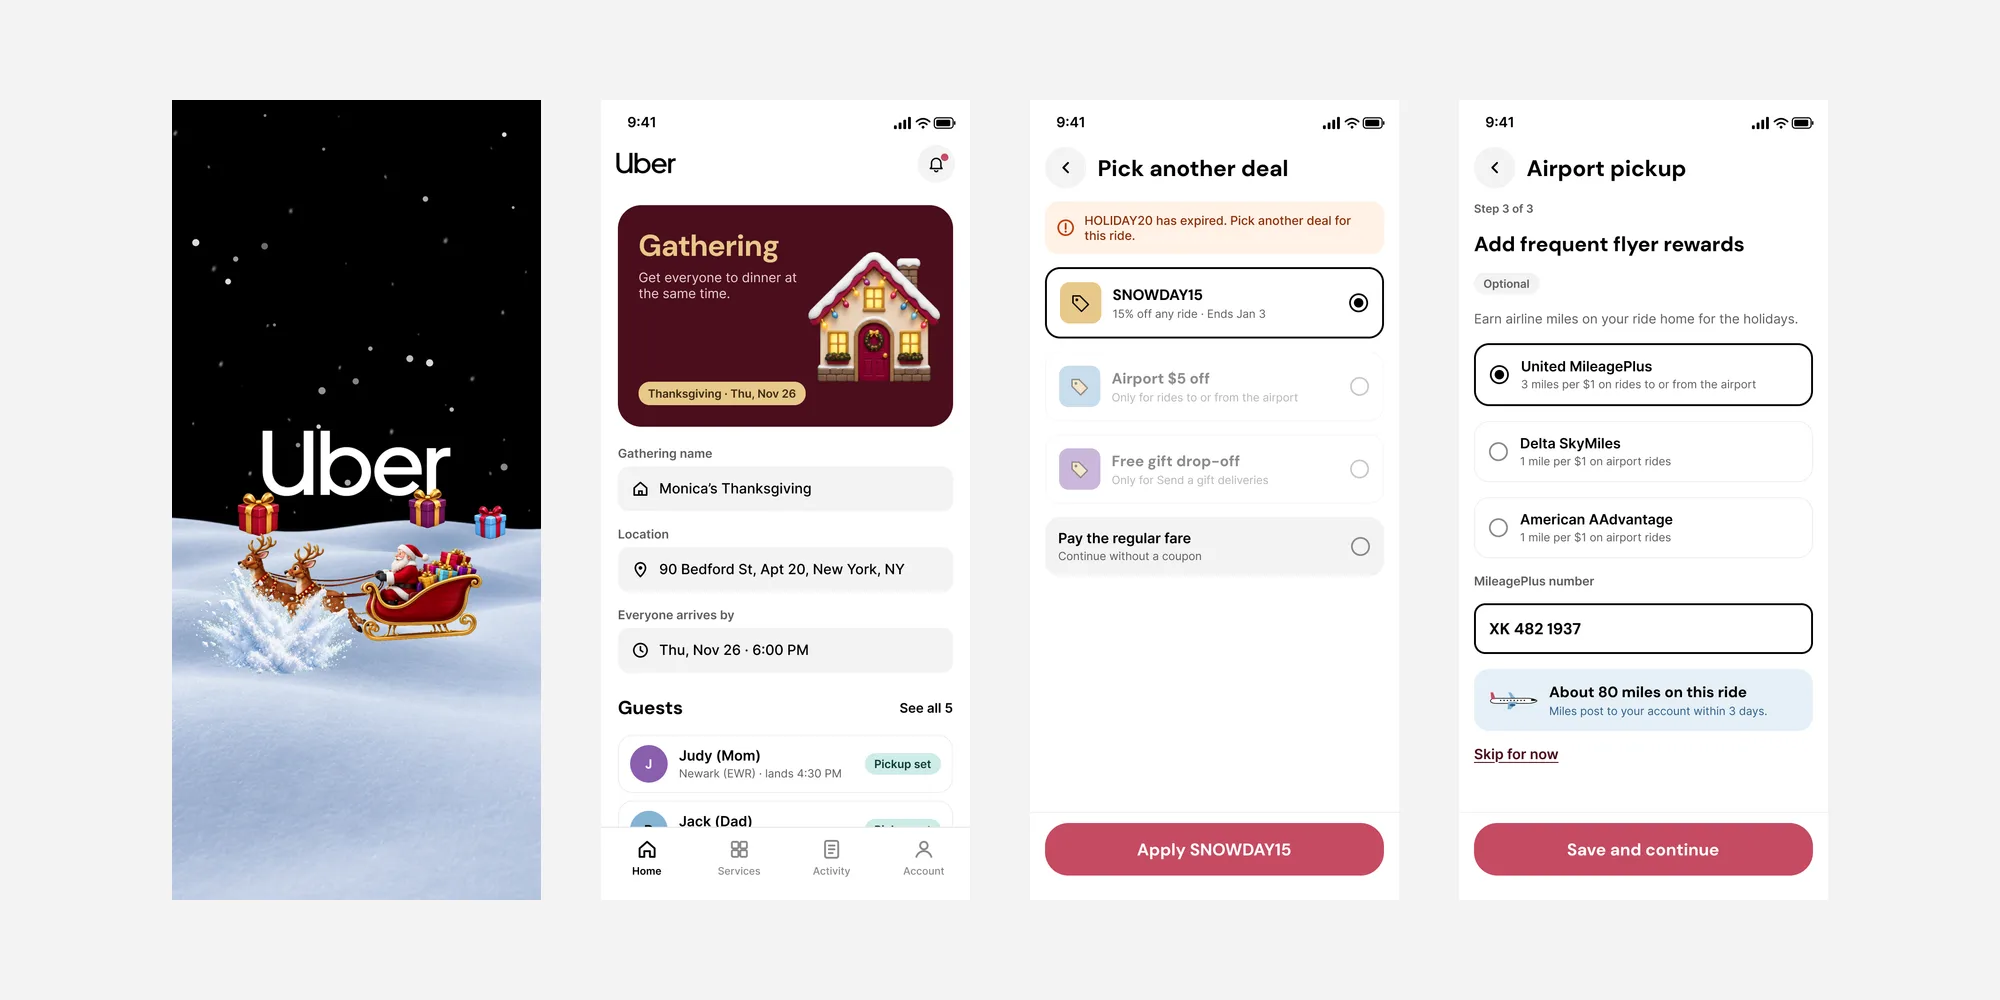 Uber
9:41
Uber
Gathering
Get everyone to dinner at
the same time.
Thanksgiving · Thu, Nov 26
Gathering name
Monica’s Thanksgiving
Location
90 Bedford St, Apt 20, New York, NY
Everyone arrives by
Thu, Nov 26 · 6:00 PM
Guests
See all 5
J
Judy (Mom)
Newark (EWR) · lands 4:30 PM
Pickup set
Jack (Dad)
Home
Services
Activity
Account
9:41
Pick another deal
HOLIDAY20 has expired. Pick another deal for
this ride.
SNOWDAY15
15% off any ride · Ends Jan 3
Airport $5 off
Only for rides to or from the airport
Free gift drop-off
Only for Send a gift deliveries
Pay the regular fare
Continue without a coupon
Apply SNOWDAY15
9:41
Airport pickup
Step 3 of 3
Add frequent flyer rewards
Optional
Earn airline miles on your ride home for the holidays.
United MileagePlus
3 miles per $1 on rides to or from the airport
Delta SkyMiles
1 mile per $1 on airport rides
American AAdvantage
1 mile per $1 on airport rides
MileagePlus number
XK 482 1937
About 80 miles on this ride
Miles post to your account within 3 days.
Skip for now
Save and continue